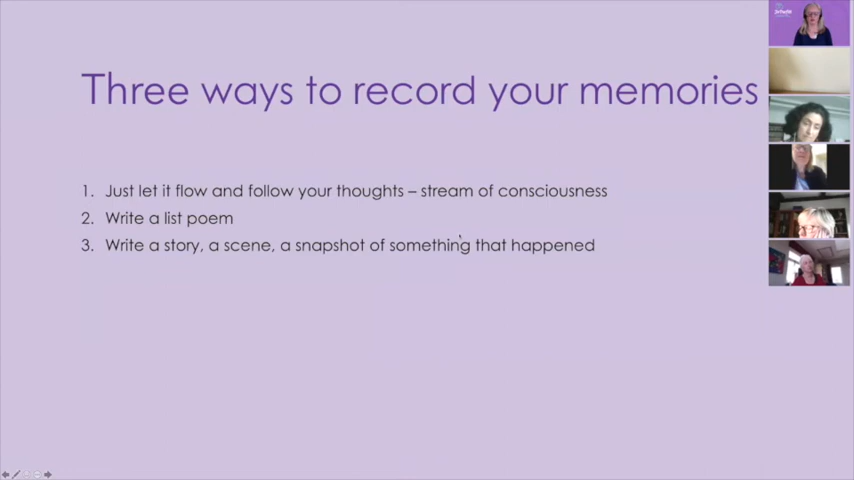 Three ways to record your memories
1. Just let it flow and follow your thoughts – stream of consciousness
2. Write a list poem
3. Write a story, a scene, a snapshot of something that happened